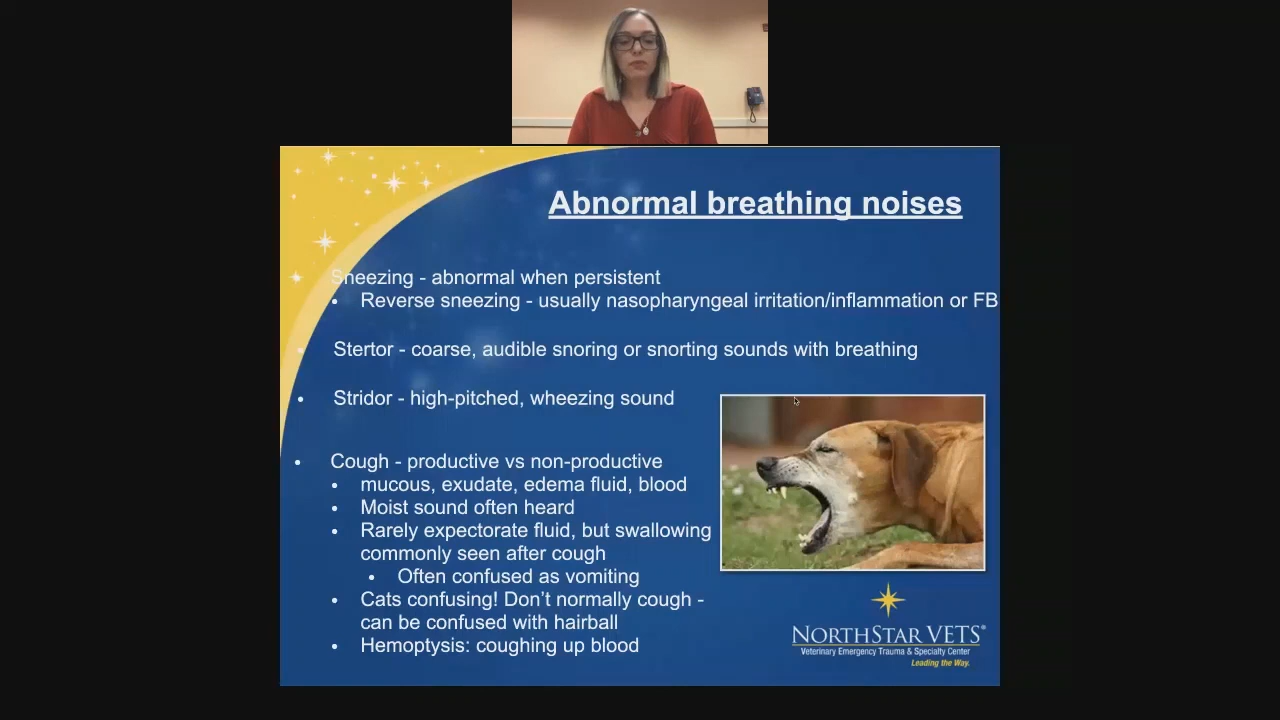 Abnormal breathing noises
Sneezing - abnormal when persistent
• Reverse sneezing - usually nasopharyngeal irritation/inflammation or FB
• Stertor - coarse, audible snoring or snorting sounds with breathing
• Stridor - high-pitched, wheezing sound
• Cough - productive vs non-productive
• mucous, exudate, edema fluid, blood
• Moist sound often heard
• Rarely expectorate fluid, but swallowing
commonly seen after cough
• Often confused as vomiting
• Cats confusing! Don’t normally cough -
can be confused with hairball
• Hemoptysis: coughing up blood
NORTHSTAR VETS®
Veterinary Emergency Trauma & Specialty Center
Leading the Way.